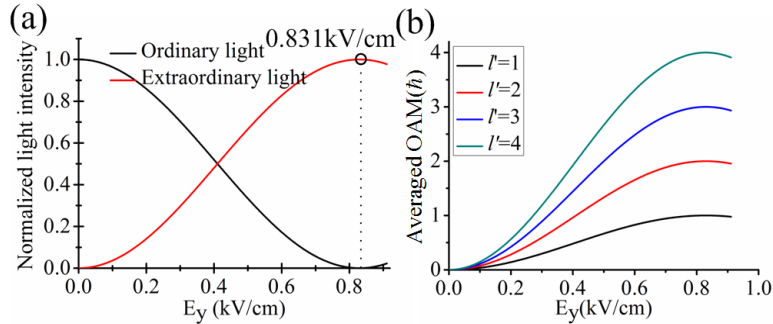 (a)
0.831kV/cm
Ordinary light
Extraordinary light
Normalized light intensity
1.0
0.8
0.6
0.4
0.2
0.0
0.0 0.2 0.4 0.6 0.8
Ey (kV/cm)
(b)
l'=1
l'=2
l'=3
l'=4
Averaged OAM(ħ)
4
3
2
1
0
0.0 0.2 0.4 0.6 0.8 1.0
Ey(kV/cm)